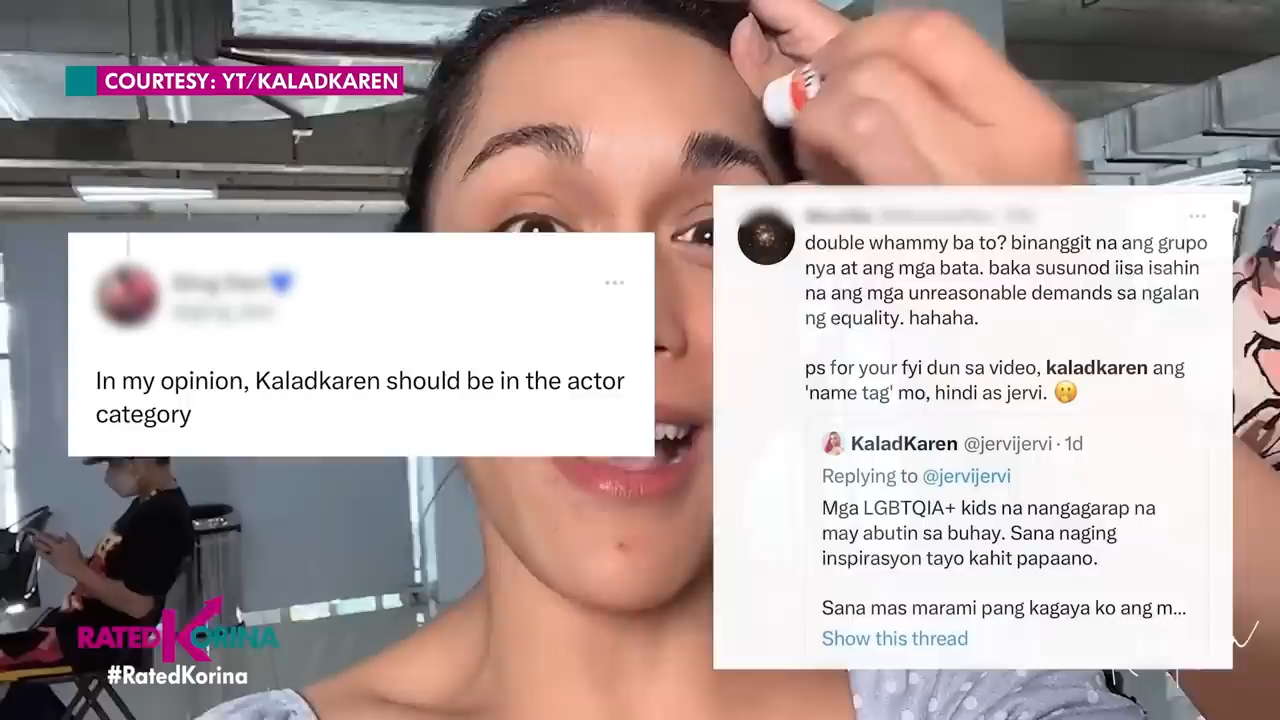 COURTESY: YT/KALADKAREN
In my opinion, Kaladkaren should be in the actor
category
double whammy ba to? binanggit na ang grupo
nya at ang mga bata. baka susunod iisa isahin
na ang mga unreasonable demands sa ngalan
ng equality. hahaha.
ps for your fyi dun sa video, kaladkaren ang
'name tag' mo, hindi as jervi. 🤭
KaladKaren @jervijervi · 1d
Replying to @jervijervi
Mga LGBTQIA+ kids na nangagarap na
may abutin sa buhay. Sana naging
inspirasyon tayo kahit papaano.
Sana mas marami pang kagaya ko ang m...
Show this thread
RATED KORINA
#RatedKorina